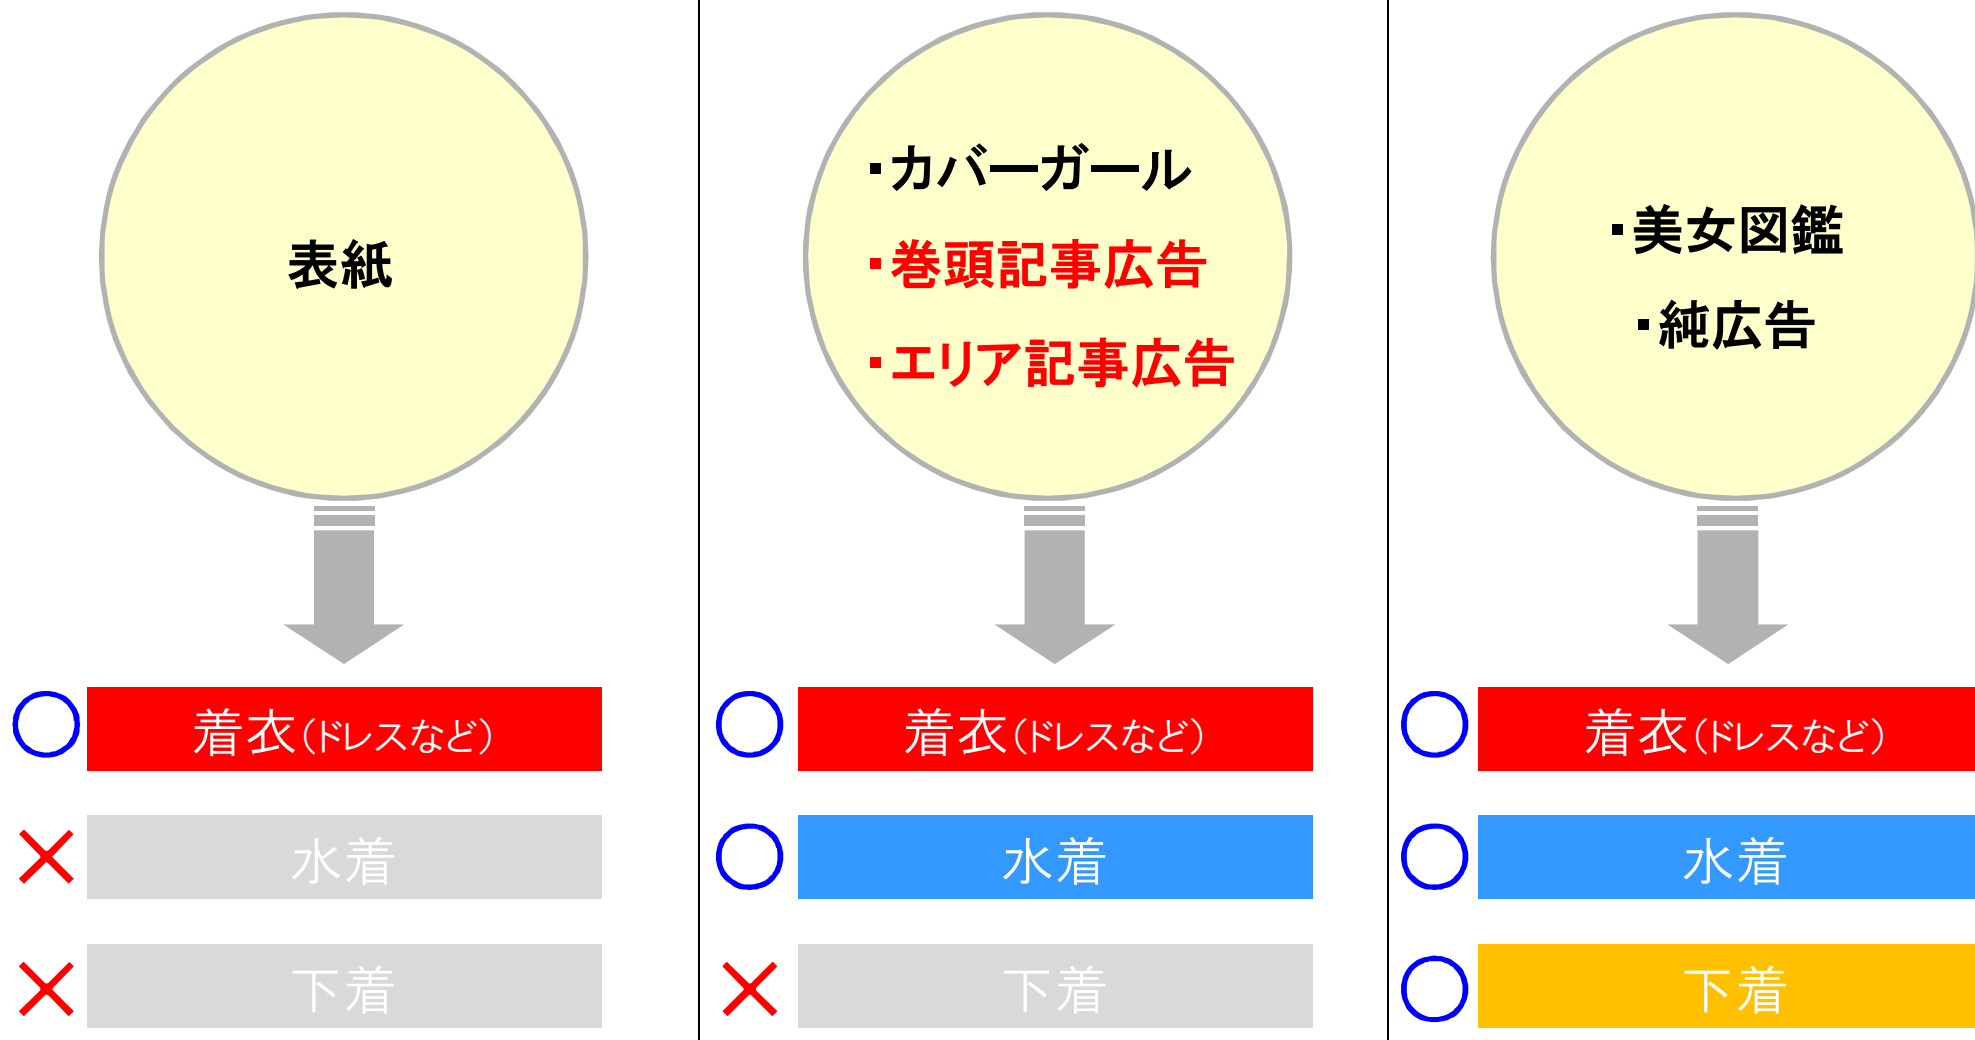 表紙
着衣(ドレスなど)
水着
下着
・カバーガール
・巻頭記事広告
・エリア記事広告
着衣(ドレスなど)
水着
下着
・美女図鑑
・純広告
着衣(ドレスなど)
水着
下着